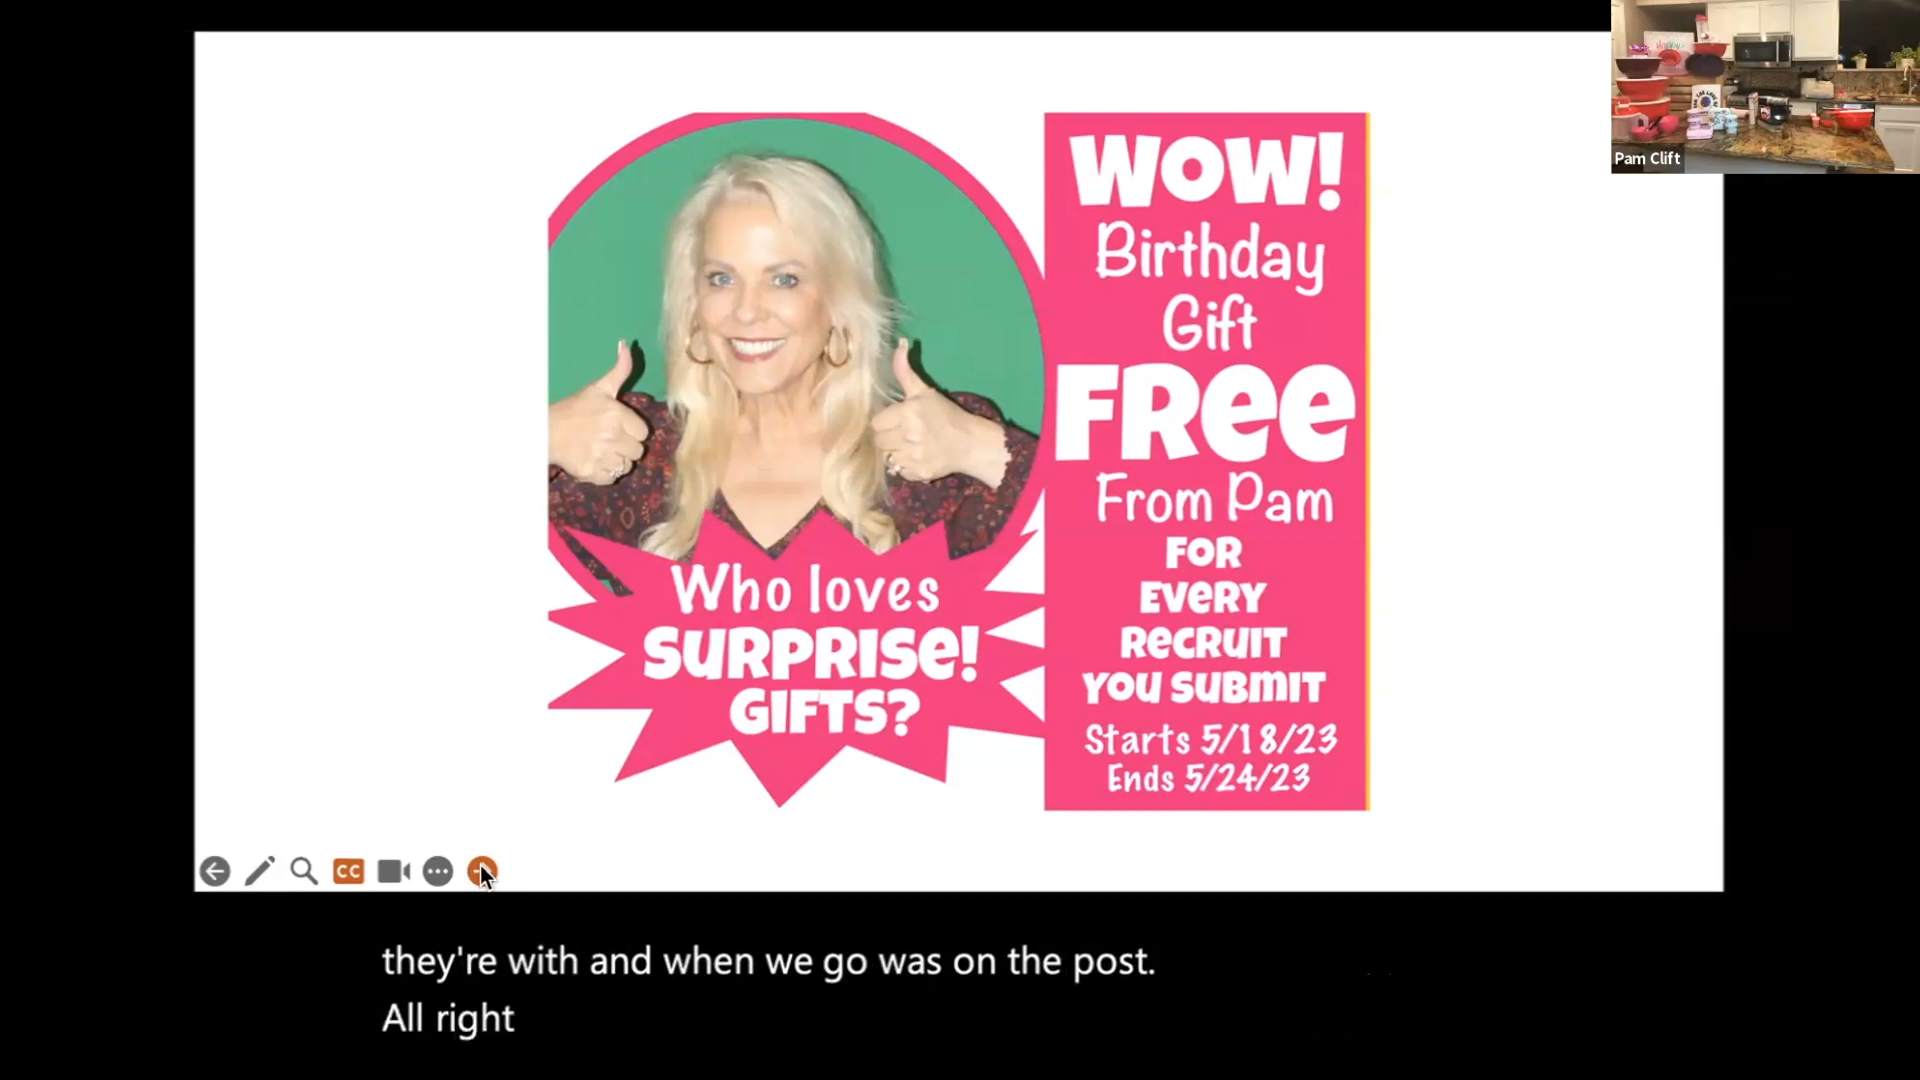 WOW!
Birthday
Gift
FREE
From Pam
FOR
EVERY
RECRUIT
YOU SUBMIT
Starts 5/18/23
Ends 5/24/23
Who loves
SURPRISE!
GIFTS?
Pam Clift
CC
they're with and when we go was on the post.
All right